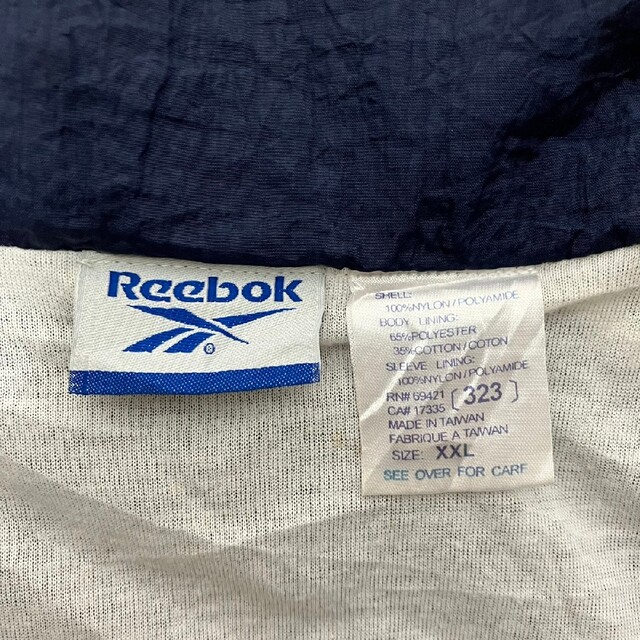 Reebok
®
SHELL:
100%NYLON/POLYAMIDE
BODY LINING:
65%POLYESTER
35%COTTON/COTON
SLEEVE LINING:
100%NYLON/POLYAMIDE
RN# 69421 [323]
CA# 17335
MADE IN TAIWAN
FABRIQUE A TAIWAN
SIZE: XXL
SEE OVER FOR CARE